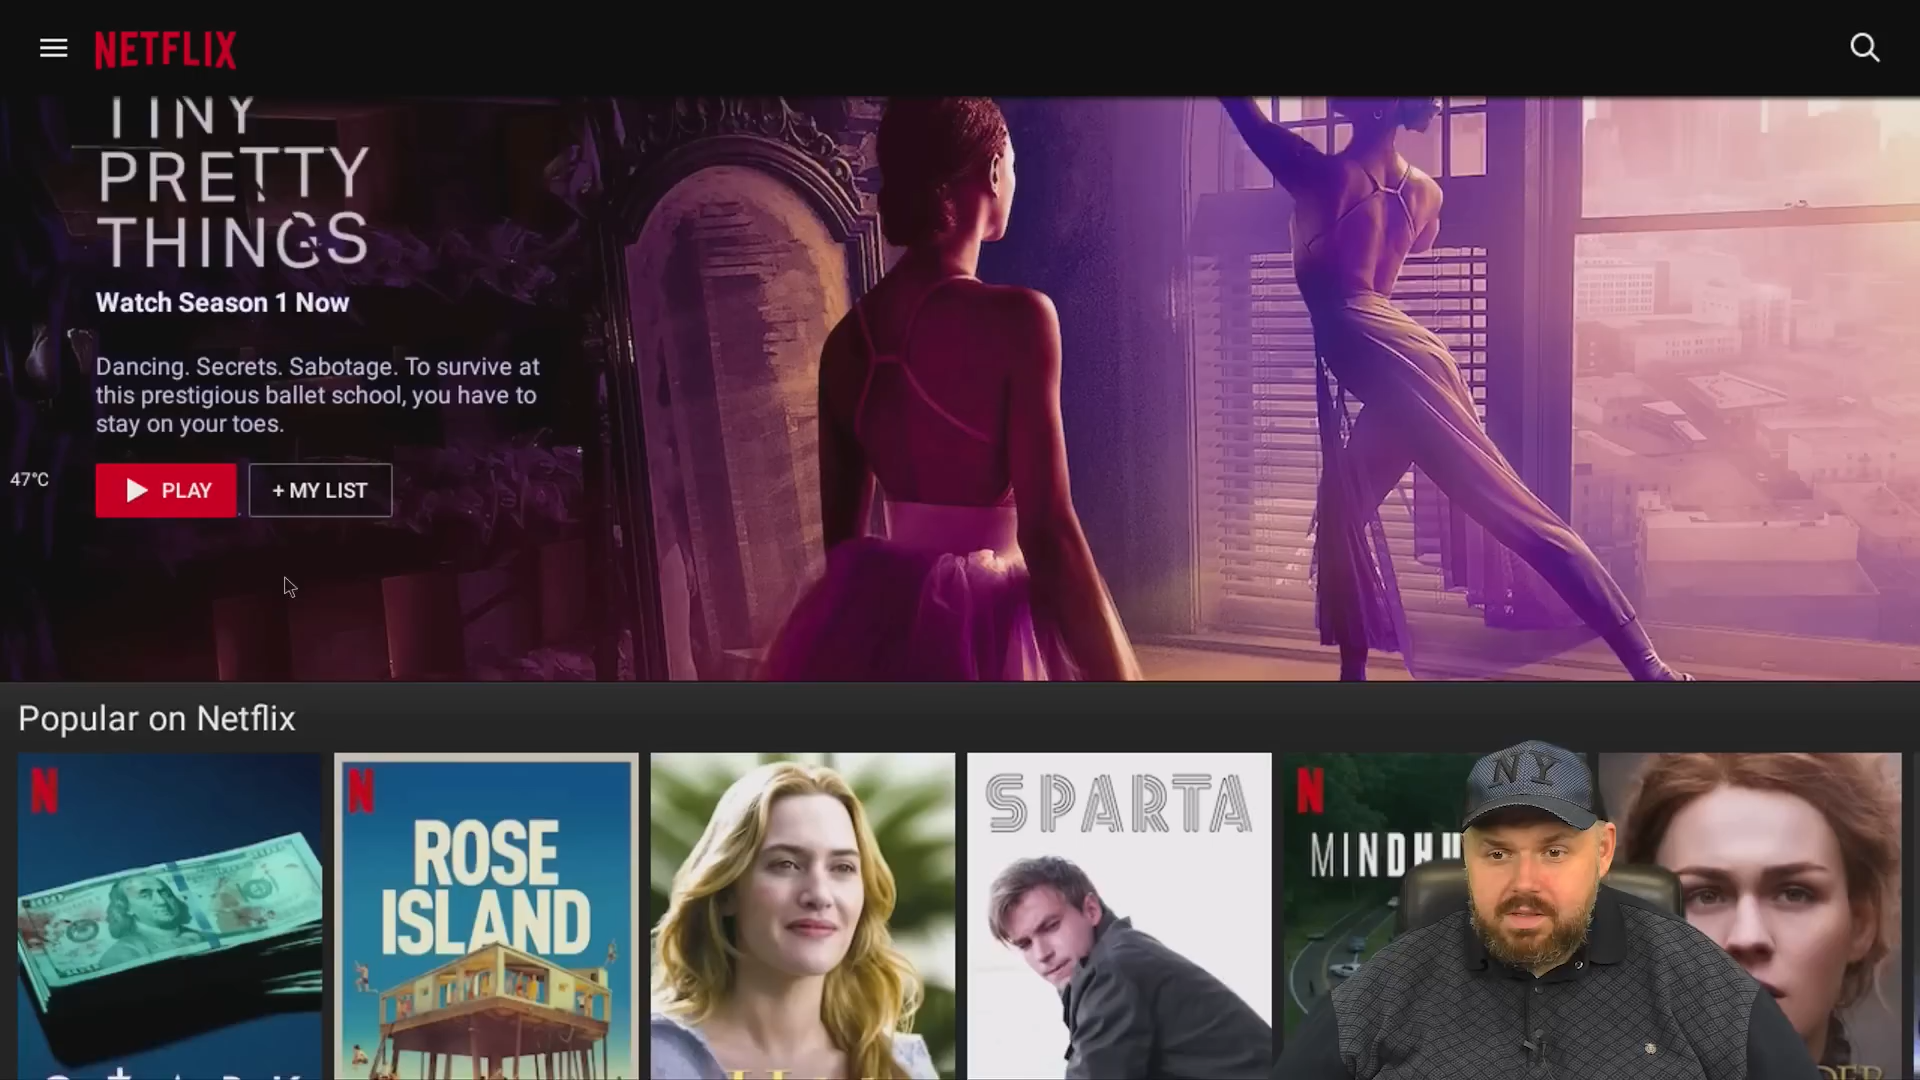 NETFLIX
TINY
PRETTY
THINGS
Watch Season 1 Now
Dancing. Secrets. Sabotage. To survive at
this prestigious ballet school, you have to
stay on your toes.
47°C
PLAY
+ MY LIST
Popular on Netflix
N
N
ROSE
ISLAND
SPARTA
N
NY